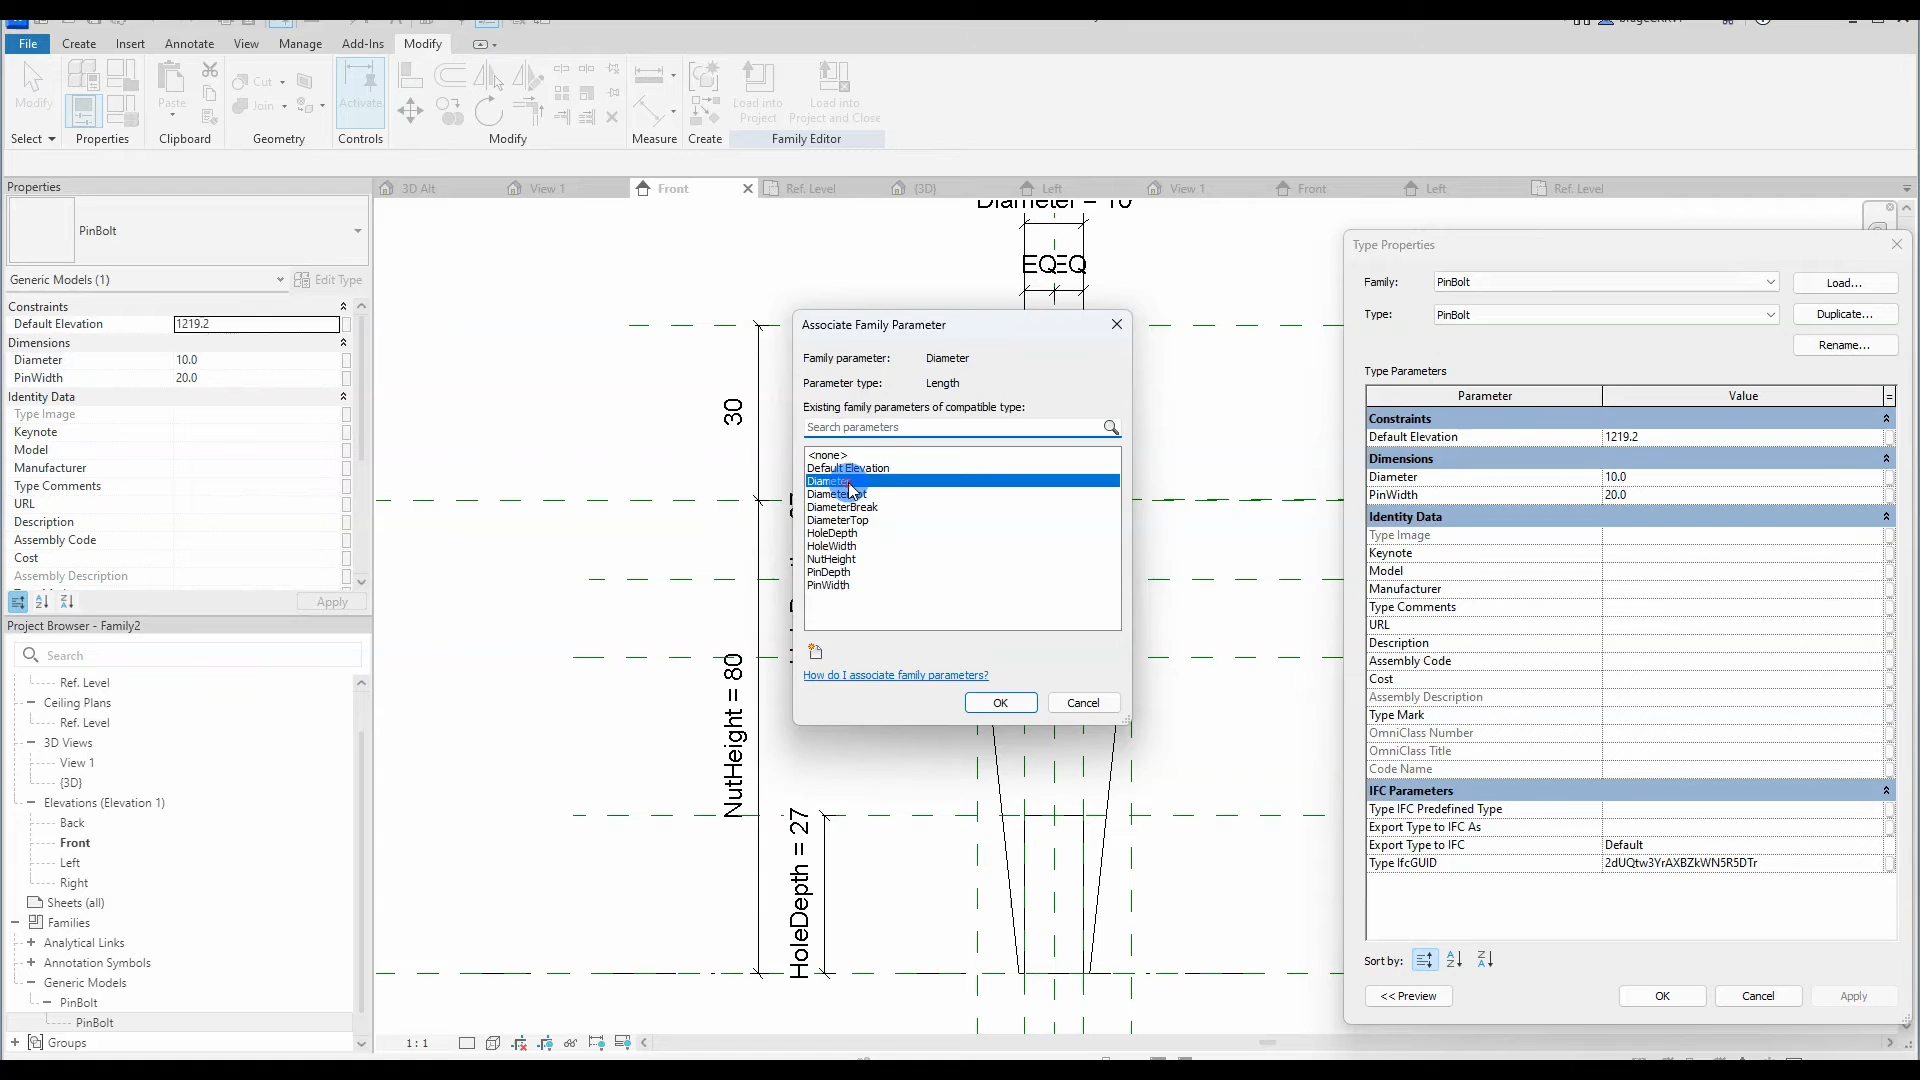 File
Create
Insert
Annotate
View
Manage
Add-Ins
Modify
Modify
Paste
Cut
Join
Activate
Load into
Project
Load into
Project and Close
Select
Properties
Clipboard
Geometry
Controls
Modify
Measure
Create
Family Editor
Properties
3D Alt
View 1
Front
Ref. Level
{3D}
Left
View 1
Front
Left
Ref. Level
PinBolt
Generic Models (1)
Edit Type
Constraints
Default Elevation 1219.2
Dimensions
Diameter 10.0
PinWidth 20.0
Identity Data
Type Image
Keynote
Model
Manufacturer
Type Comments
URL
Description
Assembly Code
Cost
Assembly Description
Apply
Project Browser - Family2
Search
Ref. Level
Ceiling Plans
Ref. Level
3D Views
View 1
{3D}
Elevations (Elevation 1)
Back
Front
Left
Right
Sheets (all)
Families
Analytical Links
Annotation Symbols
Generic Models
PinBolt
PinBolt
Groups
Diameter = 10
EQ EQ
30
NutHeight = 80
HoleDepth = 27
1 : 1
Associate Family Parameter
Family parameter: Diameter
Parameter type: Length
Existing family parameters of compatible type:
Search parameters
<none>
Default Elevation
Diameter
DiameterBreak
DiameterTop
HoleDepth
HoleWidth
NutHeight
PinDepth
PinWidth
How do I associate family parameters?
OK
Cancel
Type Properties
Family: PinBolt Load...
Type: PinBolt Duplicate...
Rename...
Type Parameters
Parameter Value =
Constraints
Default Elevation 1219.2
Dimensions
Diameter 10.0
PinWidth 20.0
Identity Data
Type Image
Keynote
Model
Manufacturer
Type Comments
URL
Description
Assembly Code
Cost
Assembly Description
Type Mark
OmniClass Number
OmniClass Title
Code Name
IFC Parameters
Type IFC Predefined Type
Export Type to IFC As
Export Type to IFC Default
Type IfcGUID 2dUQtw3YrAXBZkWN5R5DTr
Sort by:
<< Preview
OK
Cancel
Apply